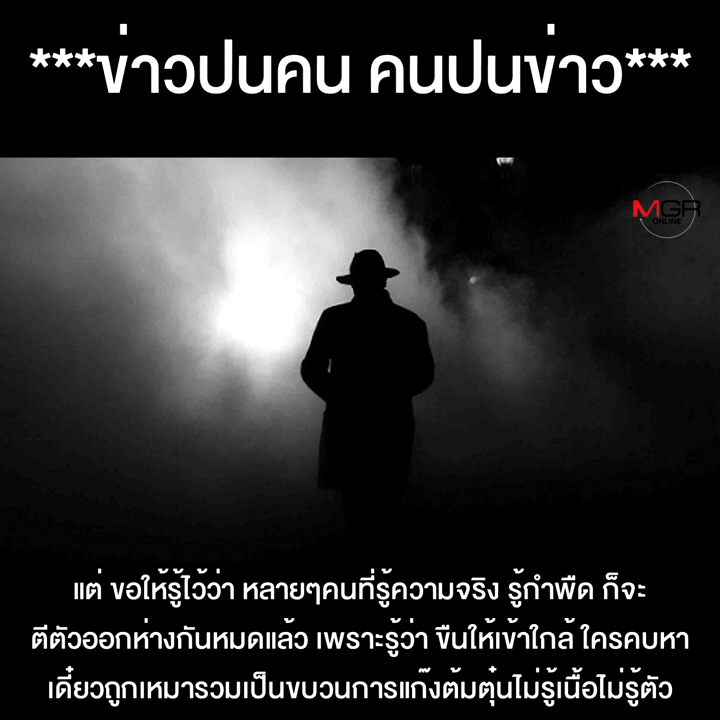 ***ข่าวปนคน คนปนข่าว***
MGR
ONLINE
แต่ ขอให้รู้ไว้ว่า หลายๆคนที่รู้ความจริง รู้กำพืด ก็จะ
ตีตัวออกห่างกันหมดแล้ว เพราะรู้ว่า ขืนให้เข้าใกล้ ใครคบหา
เดี๋ยวถูกเหมารวมเป็นขบวนการแก๊งต้มตุ๋นไม่รู้เนื้อไม่รู้ตัว